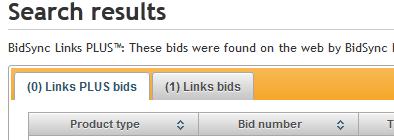 Search results
BidSync Links PLUS™: These bids were found on the web by BidSync
(0) Links PLUS bids (1) Links bids
Product type Bid number